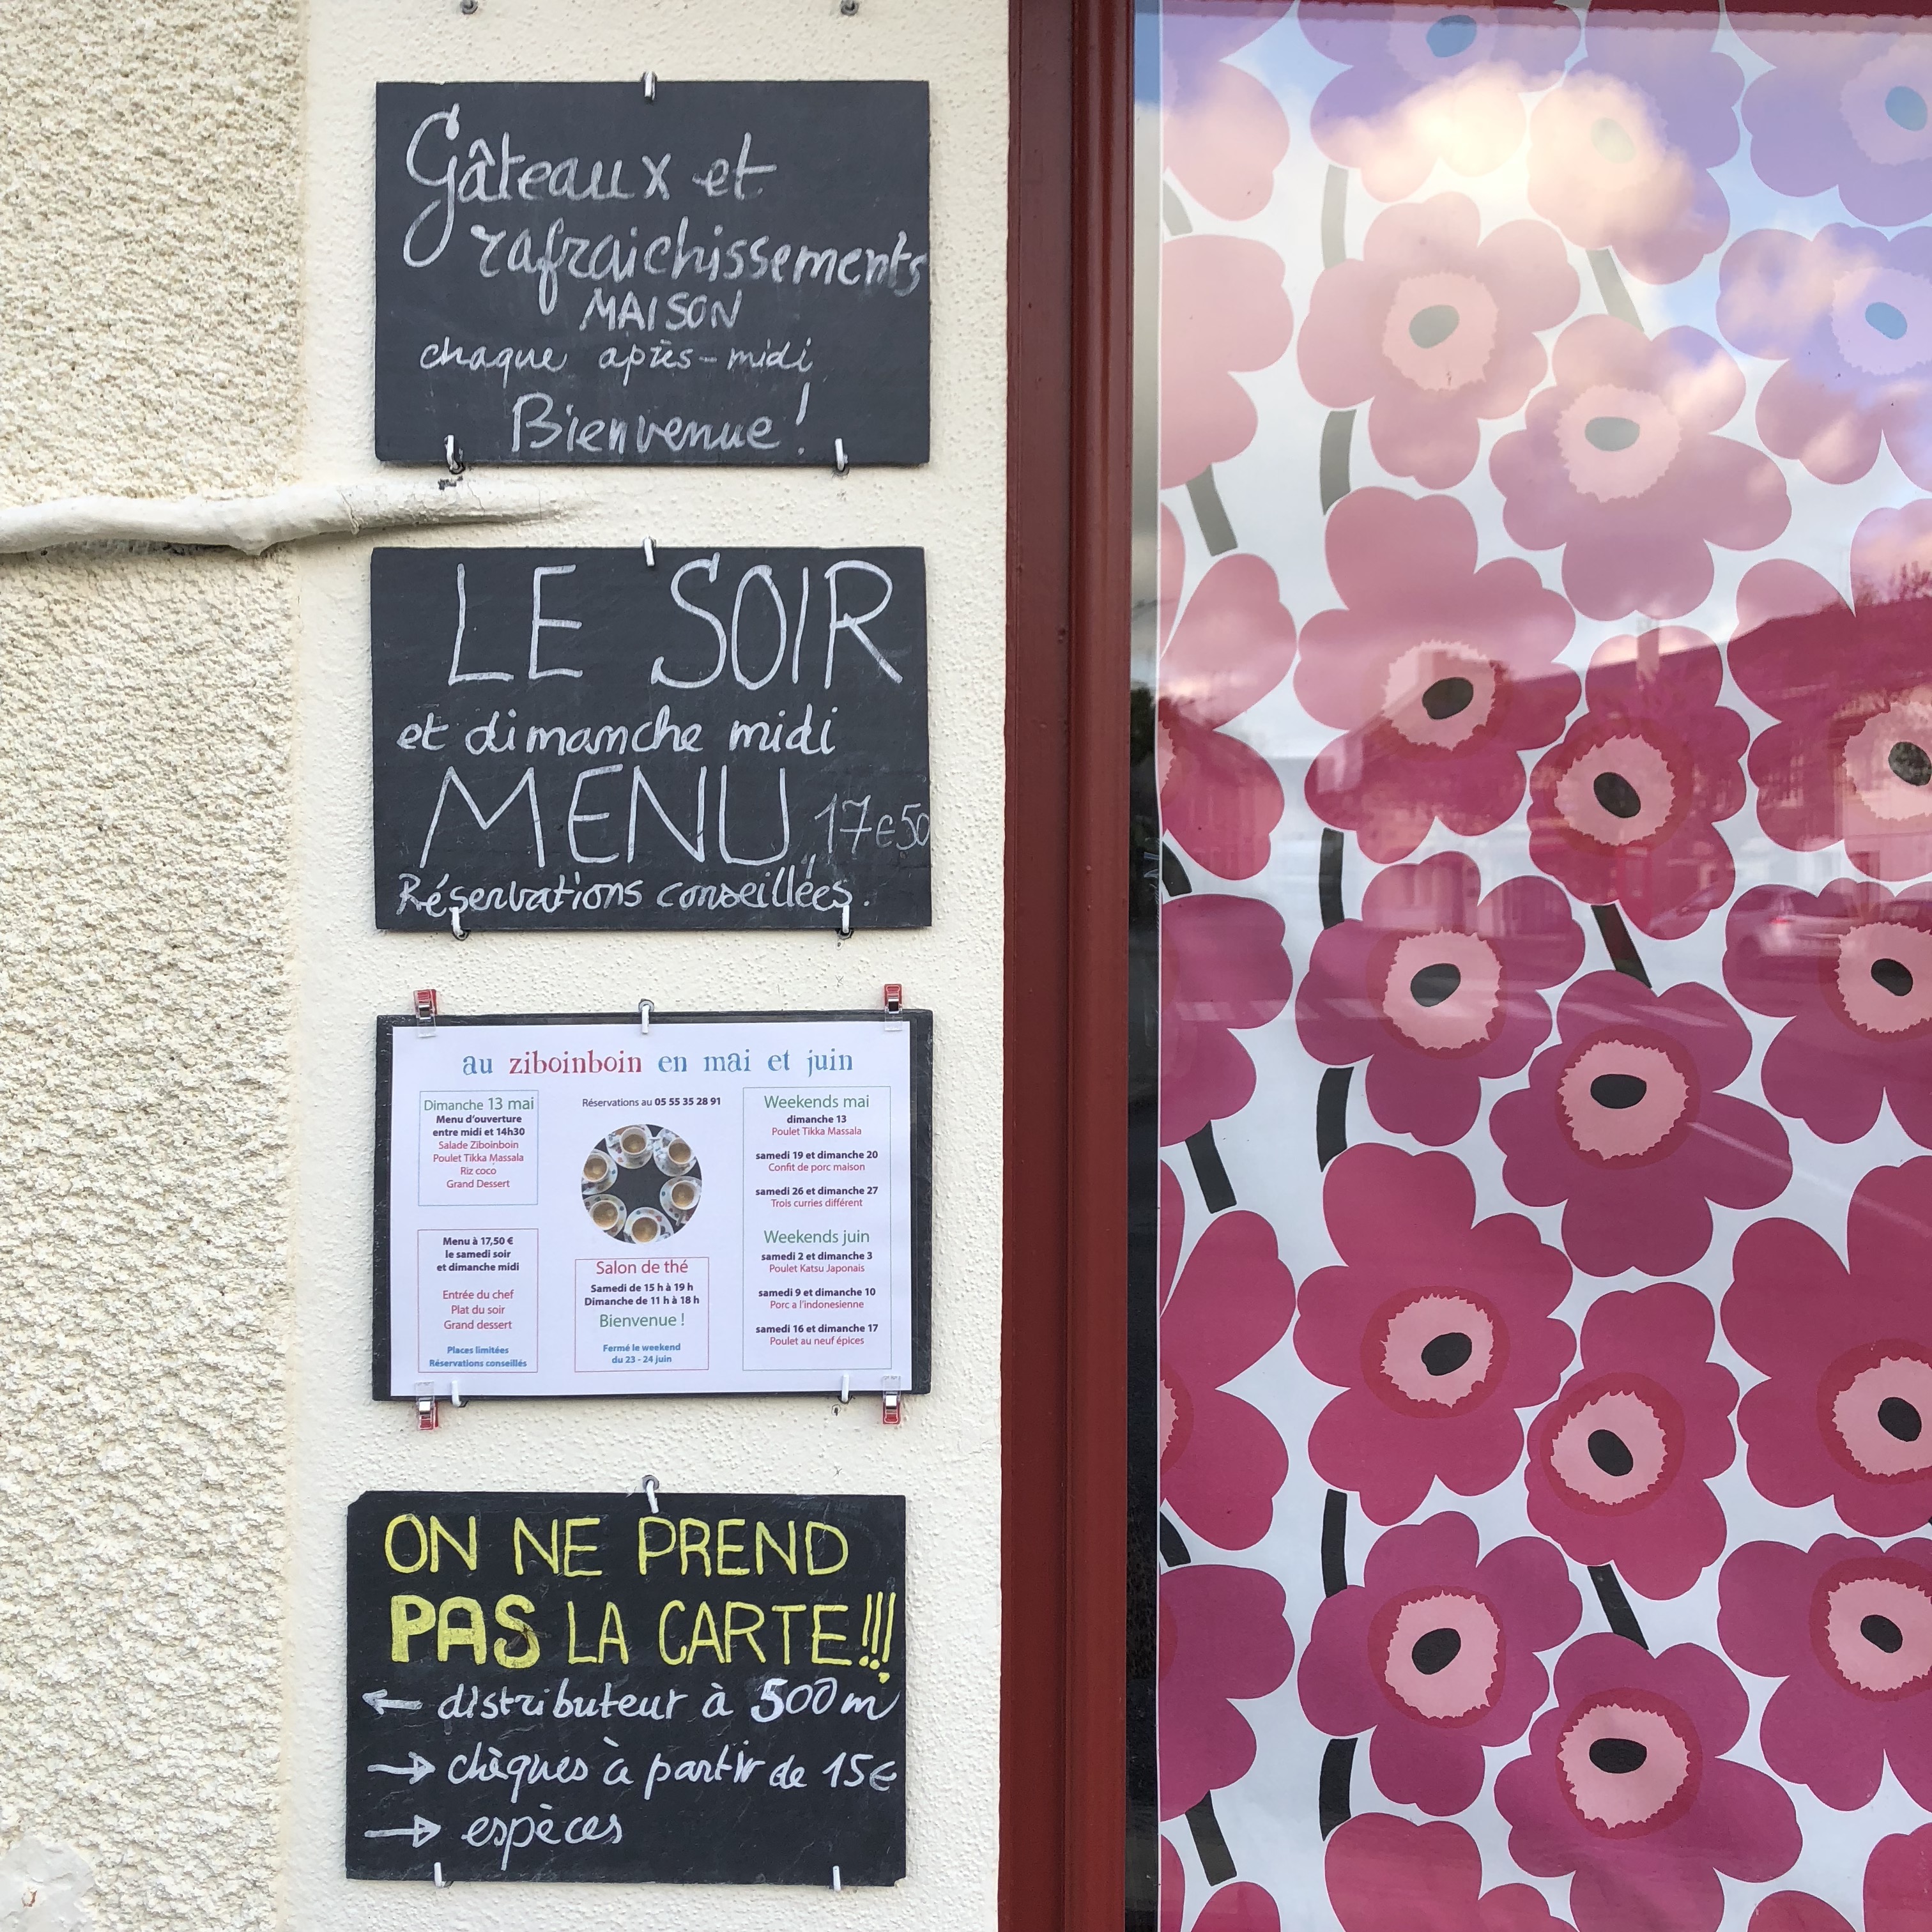 Gâteaux et
rafraichissements
MAISON
chaque après-midi
Bienvenue !
LE SOIR
et dimanche midi
MENU 17€50
Réservations conseillées.
au ziboinboin en mai et juin
Dimanche 13 mai
Menu d'ouverture
entre midi et 14h30
Salade Ziboinboin
Poulet Tikka Massala
Riz coco
Grand Dessert
Menu à 17,50 €
le samedi soir
et dimanche midi
Entrée du chef
Plat du soir
Grand dessert
Places limitées
Réservations conseillés
Réservations au 05 55 35 28 91
Salon de thé
Samedi de 15 h à 19 h
Dimanche de 11 h à 18 h
Bienvenue !
Fermé le weekend
du 23 - 24 juin
Weekends mai
dimanche 13
Poulet Tikka Massala
samedi 19 et dimanche 20
Confit de porc maison
samedi 26 et dimanche 27
Trois curries différent
Weekends juin
samedi 2 et dimanche 3
Poulet Katsu Japonais
samedi 9 et dimanche 10
Porc a l'indonesienne
samedi 16 et dimanche 17
Poulet au neuf épices
ON NE PREND
PAS LA CARTE!!!
← distributeur à 500m
→ chèques à partir de 15€
→ espèces